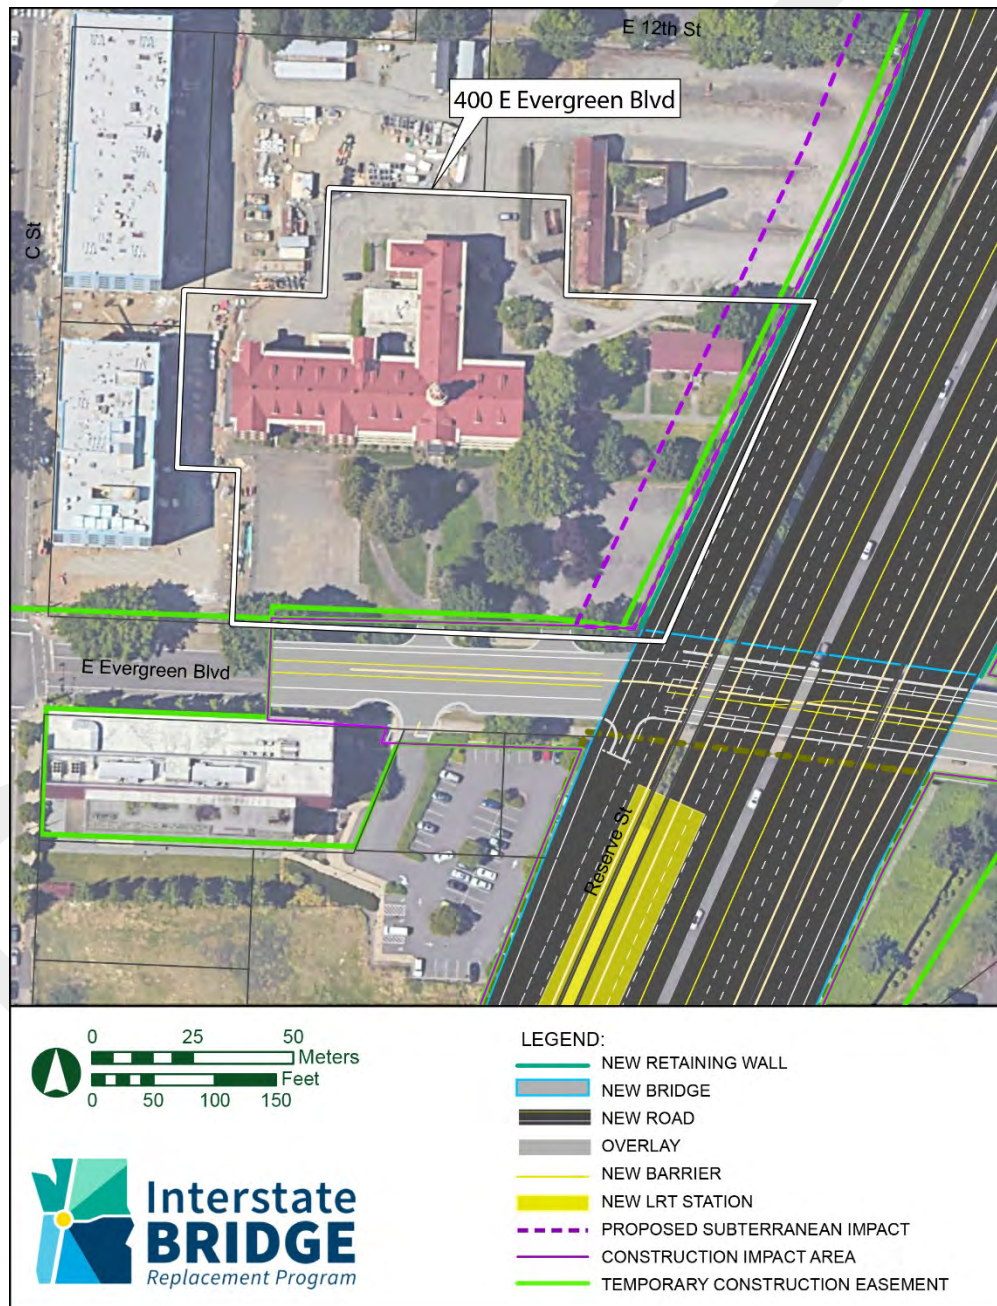 E 12th St
400 E Evergreen Blvd
C St
E Evergreen Blvd
Reserve St
0 25 50
Meters
Feet
0 50 100 150
Interstate
BRIDGE
Replacement Program
LEGEND:
NEW RETAINING WALL
NEW BRIDGE
NEW ROAD
OVERLAY
NEW BARRIER
NEW LRT STATION
PROPOSED SUBTERRANEAN IMPACT
CONSTRUCTION IMPACT AREA
TEMPORARY CONSTRUCTION EASEMENT